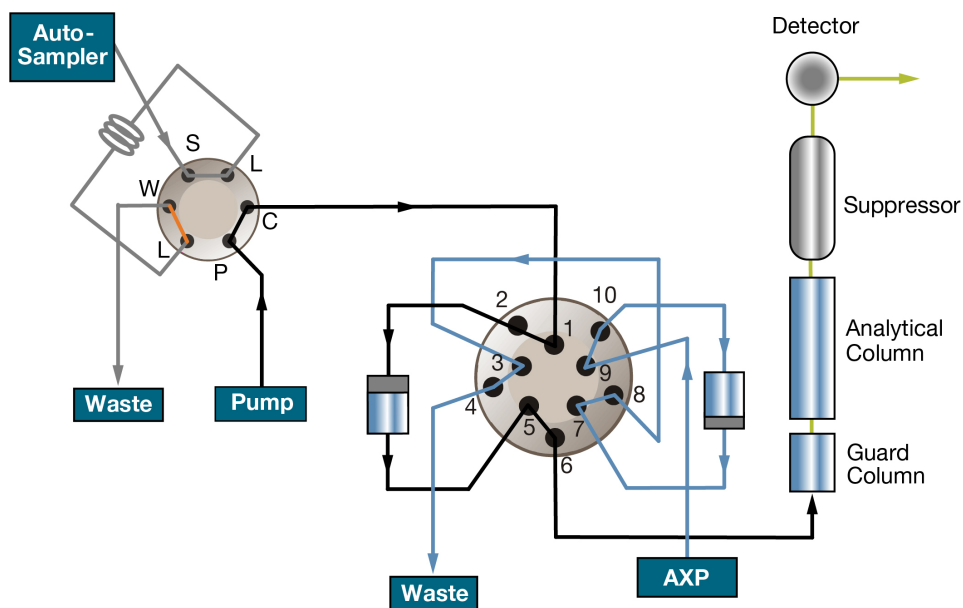 Auto-
Sampler
S
L
W
C
L
P
Waste
Pump
2
10
1
3
9
4
8
5
7
6
Waste
AXP
Detector
Suppressor
Analytical
Column
Guard
Column